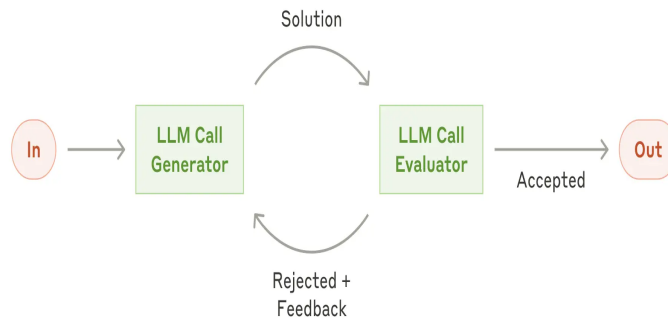 Solution
In
LLM Call
Generator
LLM Call
Evaluator
Out
Accepted
Rejected +
Feedback